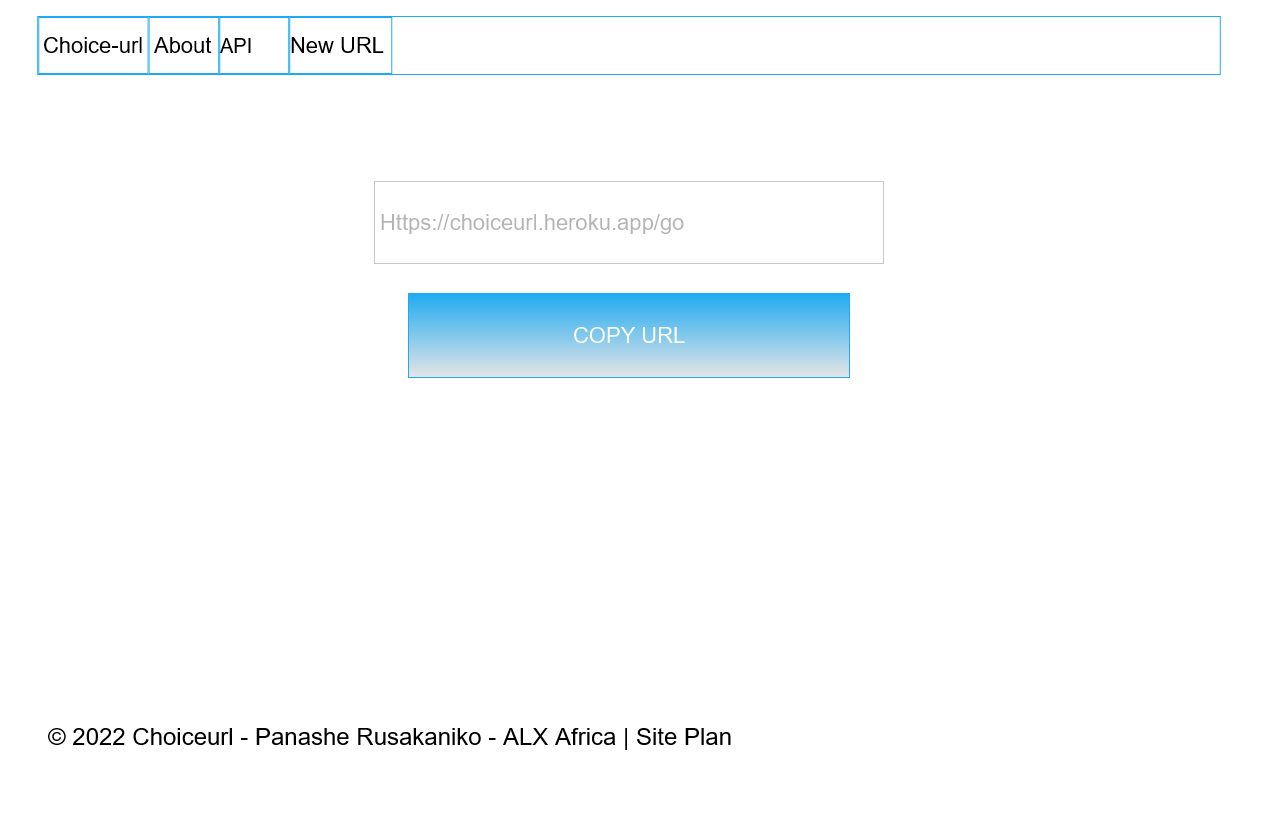 Choice-url About API New URL
Https://choiceurl.heroku.app/go
COPY URL
© 2022 Choiceurl - Panashe Rusakaniko - ALX Africa | Site Plan